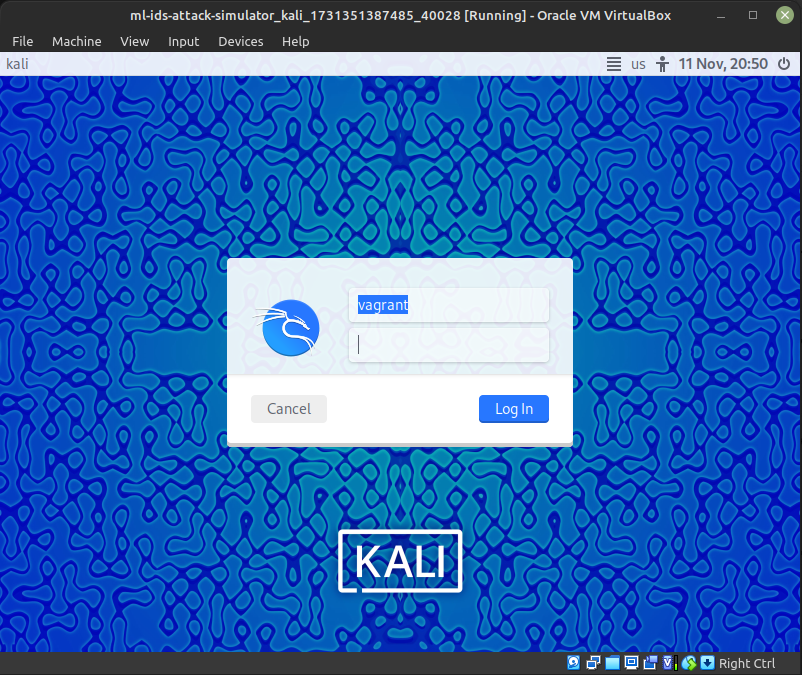 ml-ids-attack-simulator_kali_1731351387485_40028 [Running] - Oracle VM VirtualBox
File Machine View Input Devices Help
kali us 11 Nov, 20:50
vagrant
Cancel Log In
KALI
Right Ctrl